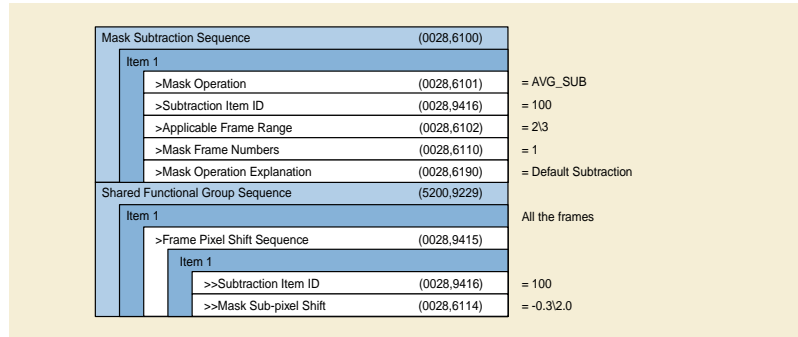 Mask Subtraction Sequence (0028,6100)
Item 1
>Mask Operation (0028,6101) = AVG_SUB
>Subtraction Item ID (0028,9416) = 100
>Applicable Frame Range (0028,6102) = 2\3
>Mask Frame Numbers (0028,6110) = 1
>Mask Operation Explanation (0028,6190) = Default Subtraction
Shared Functional Group Sequence (5200,9229)
Item 1 All the frames
>Frame Pixel Shift Sequence (0028,9415)
Item 1
>>Subtraction Item ID (0028,9416) = 100
>>Mask Sub-pixel Shift (0028,6114) = -0.3\2.0